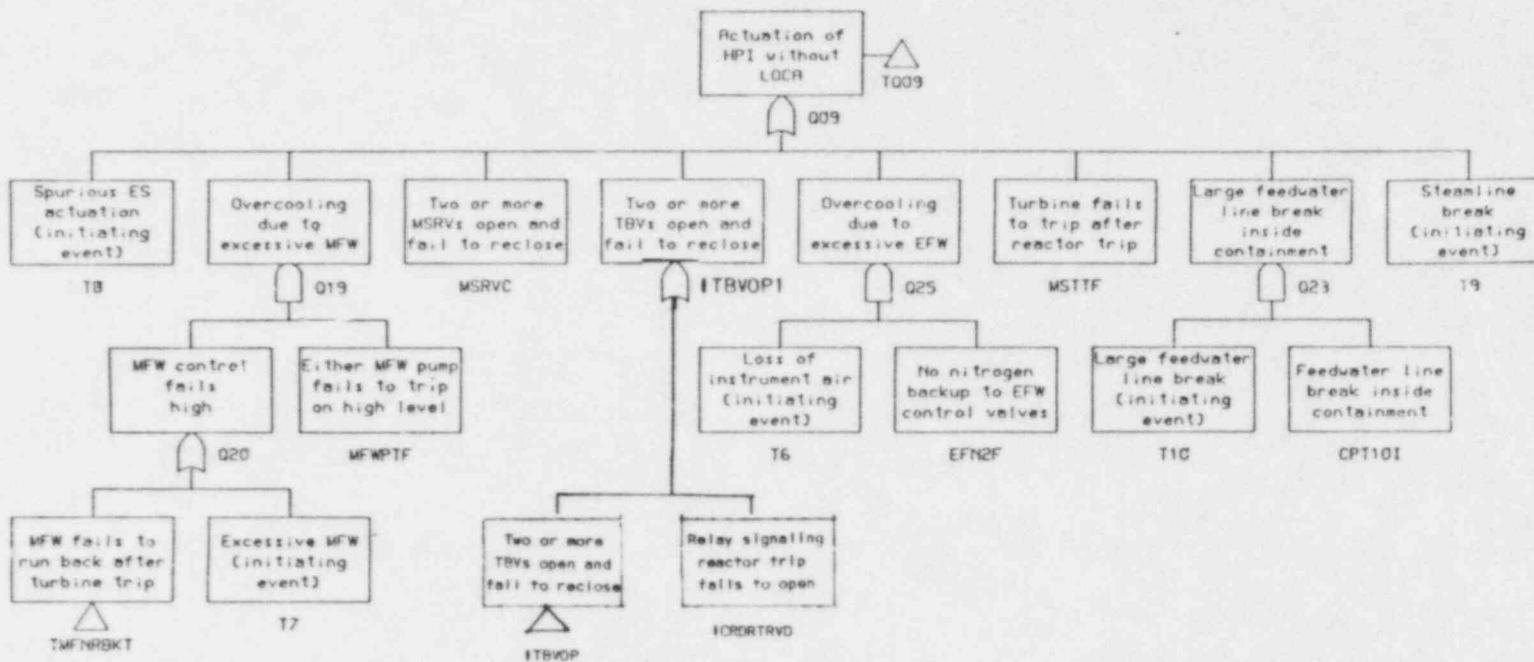 Actuation of
HPI without
LOCA
TQ09
Q09
Spurious ES
actuation
(initiating
event)
T8
Overcooling
due to
excessive MFW
Q19
Two or more
MSRVs open and
fail to reclose
MSRVC
Two or more
TBVs open and
fail to reclose
ITBVOP1
Overcooling
due to
excessive EFW
Q25
Turbine fails
to trip after
reactor trip
MSTTF
Large feedwater
line break
inside
containment
Q23
Steamline
break
(initiating
event)
T9
MFW control
fails
high
Q20
Either MFW pump
fails to trip
on high level
MFWPTF
Loss of
instrument air
(initiating
event)
T6
No nitrogen
backup to EFW
control valves
EFN2F
Large feedwater
line break
(initiating
event)
T10
Feedwater line
break inside
containment
CPT10I
MFW fails to
run back after
turbine trip
TMFNRBKT
Excessive MFW
(initiating
event)
T7
Two or more
TBVs open and
fail to reclose
ITBVOP
Relay signaling
reactor trip
fails to open
ICRDRTRVD